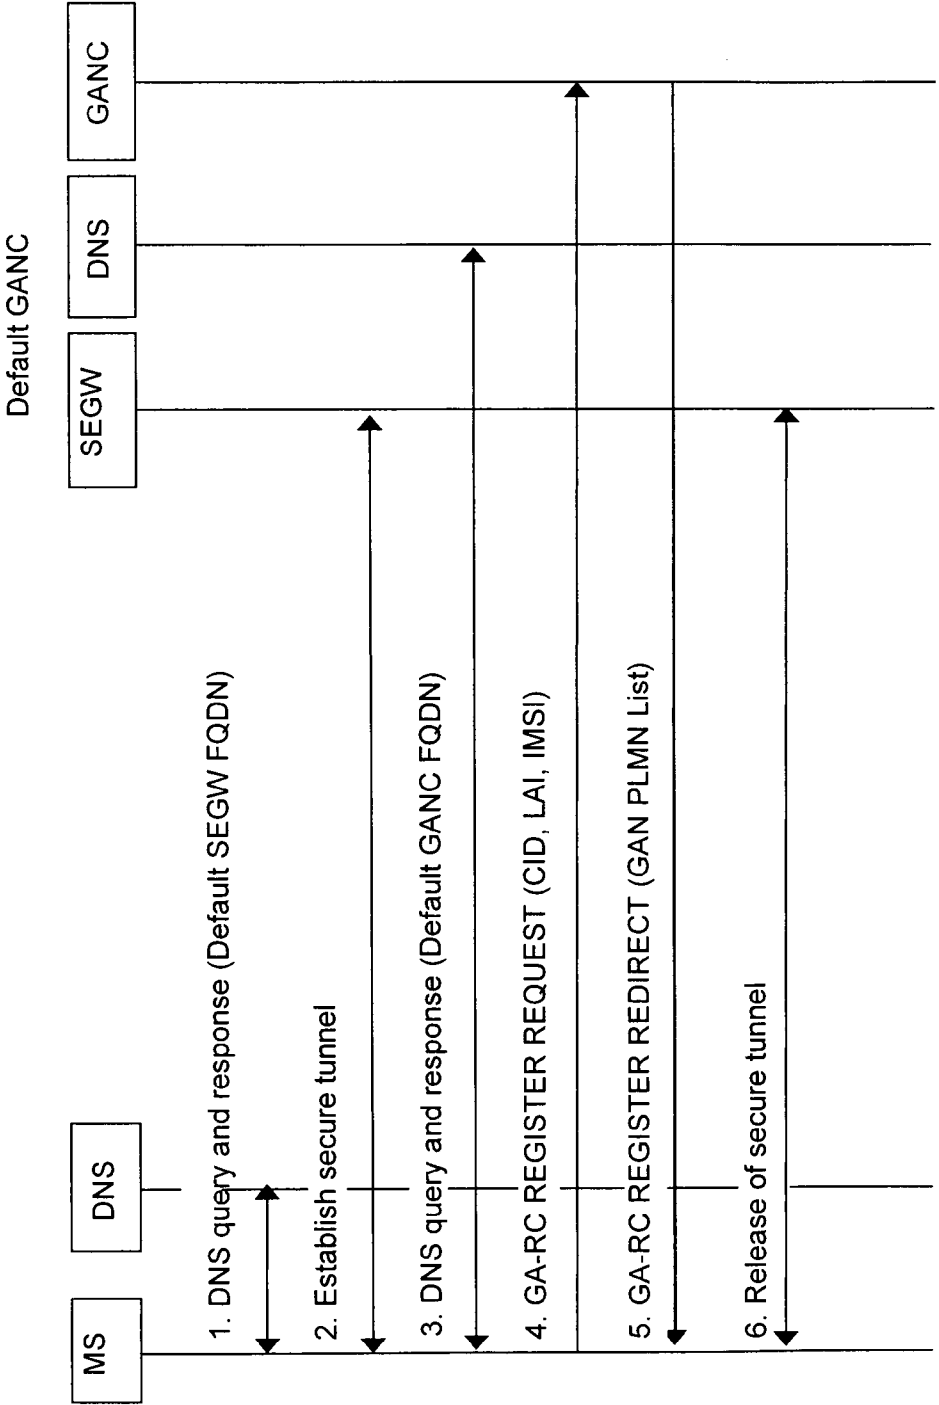 Default GANC
MS
DNS
SEGW
DNS
GANC
1. DNS query and response (Default SEGW FQDN)
2. Establish secure tunnel
3. DNS query and response (Default GANC FQDN)
4. GA-RC REGISTER REQUEST (CID, LAI, IMSI)
5. GA-RC REGISTER REDIRECT (GAN PLMN List)
6. Release of secure tunnel